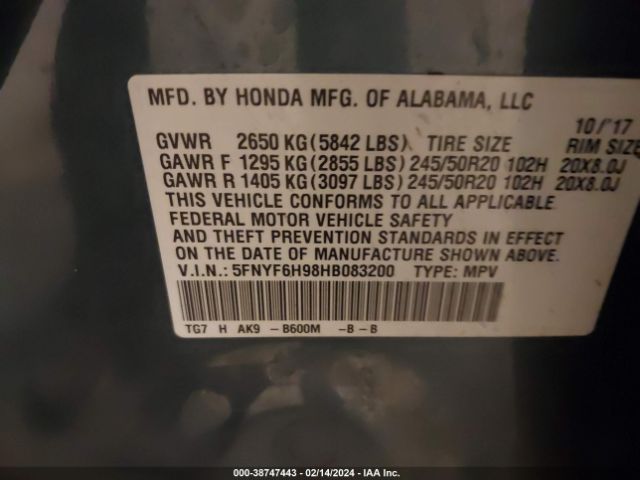 MFD. BY HONDA MFG. OF ALABAMA, LLC
10/'17
GVWR 2650 KG(5842 LBS) TIRE SIZE RIM SIZE
GAWR F 1295 KG(2855 LBS) 245/50R20 102H 20X8.0J
GAWR R 1405 KG(3097 LBS) 245/50R20 102H 20X8.0J
THIS VEHICLE CONFORMS TO ALL APPLICABLE
FEDERAL MOTOR VEHICLE SAFETY
AND THEFT PREVENTION STANDARDS IN EFFECT
ON THE DATE OF MANUFACTURE SHOWN ABOVE.
V.I.N.: 5FNYF6H98HB083200 TYPE: MPV
TG7 H AK9 -B600M -B-B
000-38747443 - 02/14/2024 - IAA Inc.